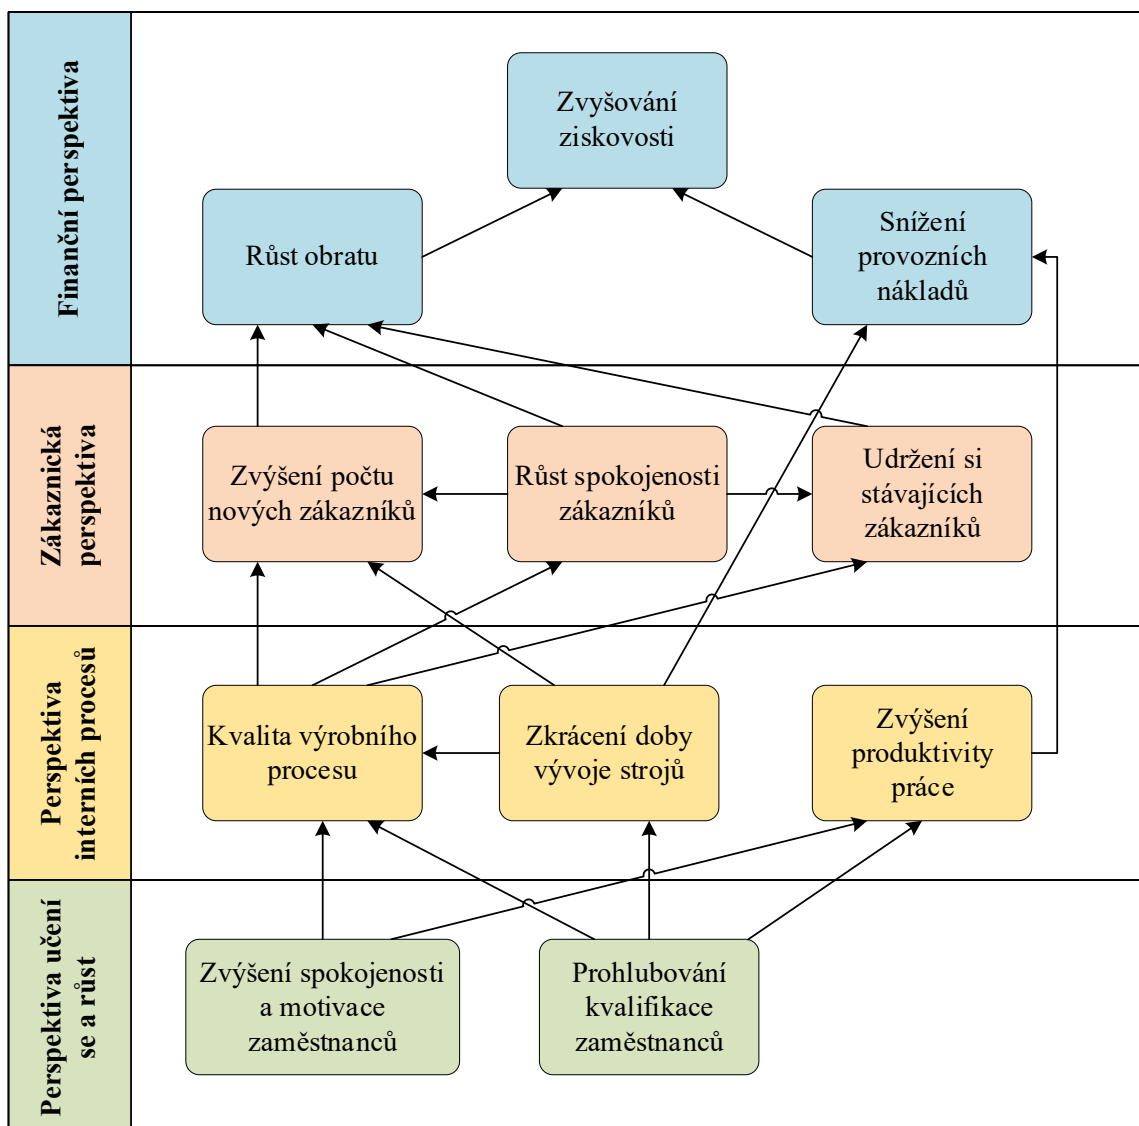 Finanční perspektiva
Zvyšování
ziskovosti
Růst obratu
Snížení
provozních
nákladů
Zákaznická
perspektiva
Zvýšení počtu
nových zákazníků
Růst spokojenosti
zákazníků
Udržení si
stávajících
zákazníků
Perspektiva
interních procesů
Kvalita výrobního
procesu
Zkrácení doby
vývoje strojů
Zvýšení
produktivity
práce
Perspektiva učení
se a růst
Zvýšení spokojenosti
a motivace
zaměstnanců
Prohlubování
kvalifikace
zaměstnanců